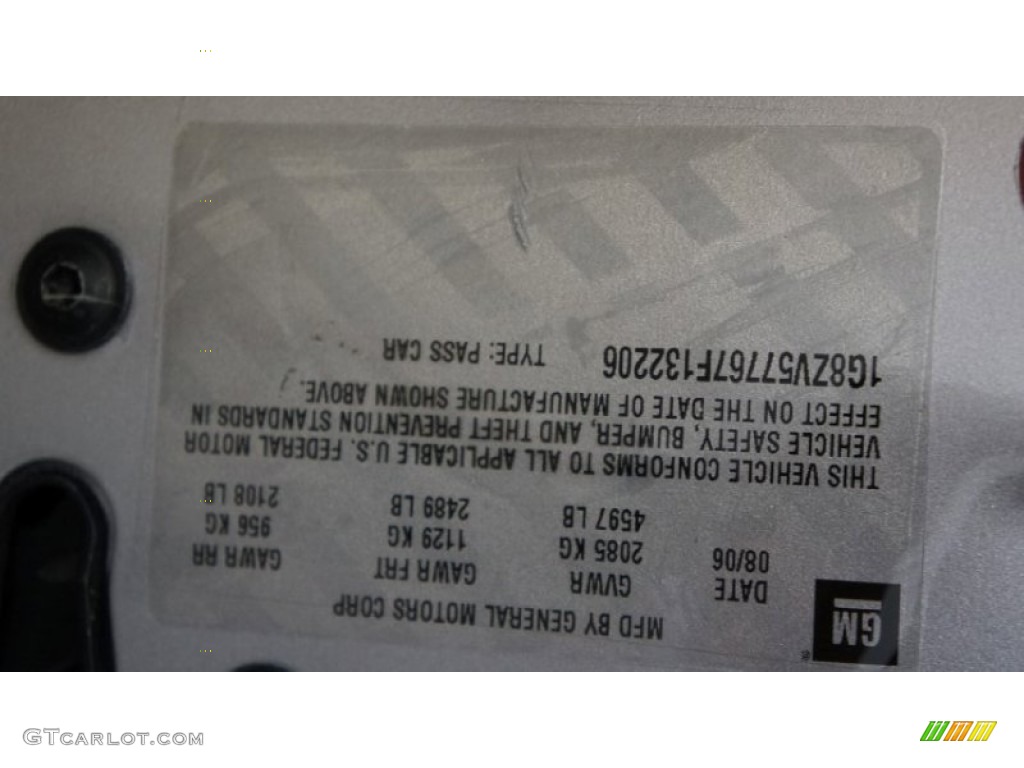 GM
®
MFD BY GENERAL MOTORS CORP
DATE GVWR GAWR FRT GAWR RR
08/06 2085 KG 1129 KG 956 KG
4597 LB 2489 LB 2108 LB
THIS VEHICLE CONFORMS TO ALL APPLICABLE U.S. FEDERAL MOTOR
VEHICLE SAFETY, BUMPER, AND THEFT PREVENTION STANDARDS IN
EFFECT ON THE DATE OF MANUFACTURE SHOWN ABOVE.
1G8ZV57767F132206 TYPE: PASS CAR
GTCARLOT.COM